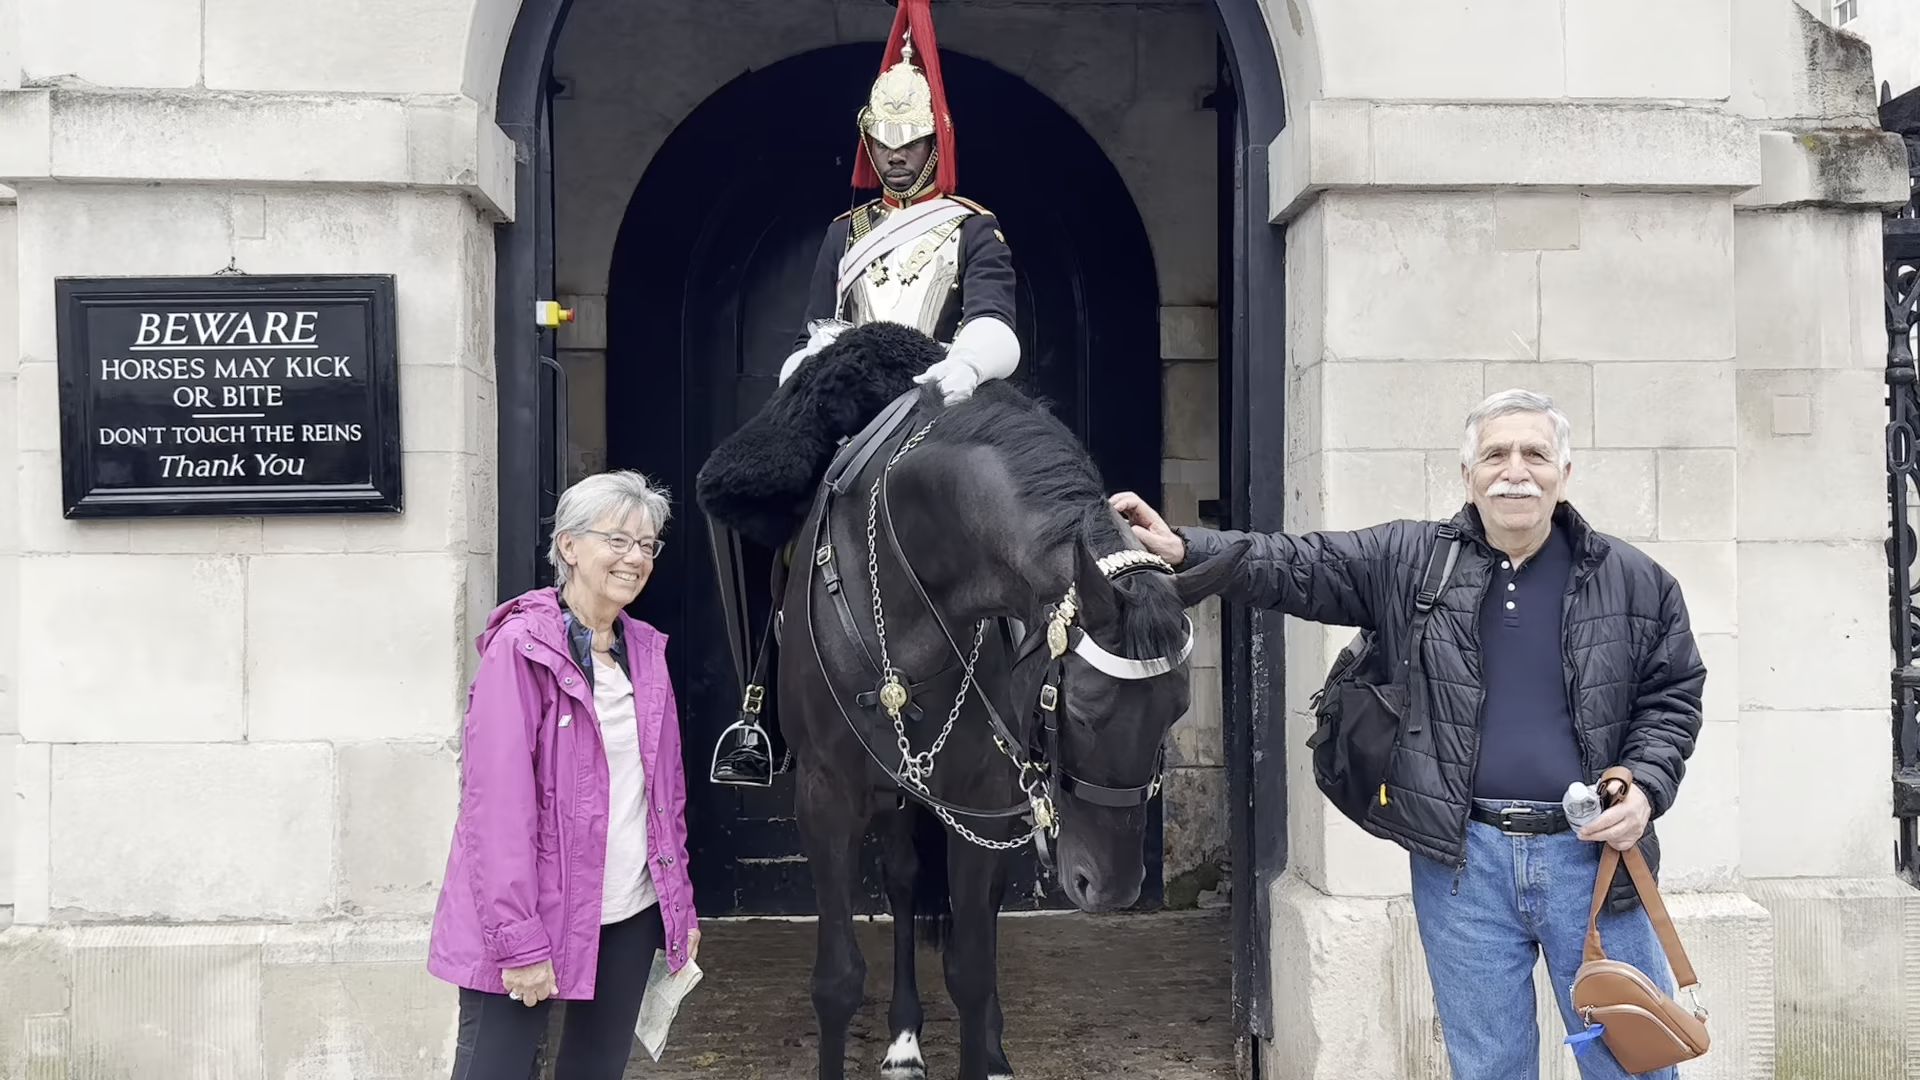 BEWARE
HORSES MAY KICK
OR BITE
DON'T TOUCH THE REINS
Thank You